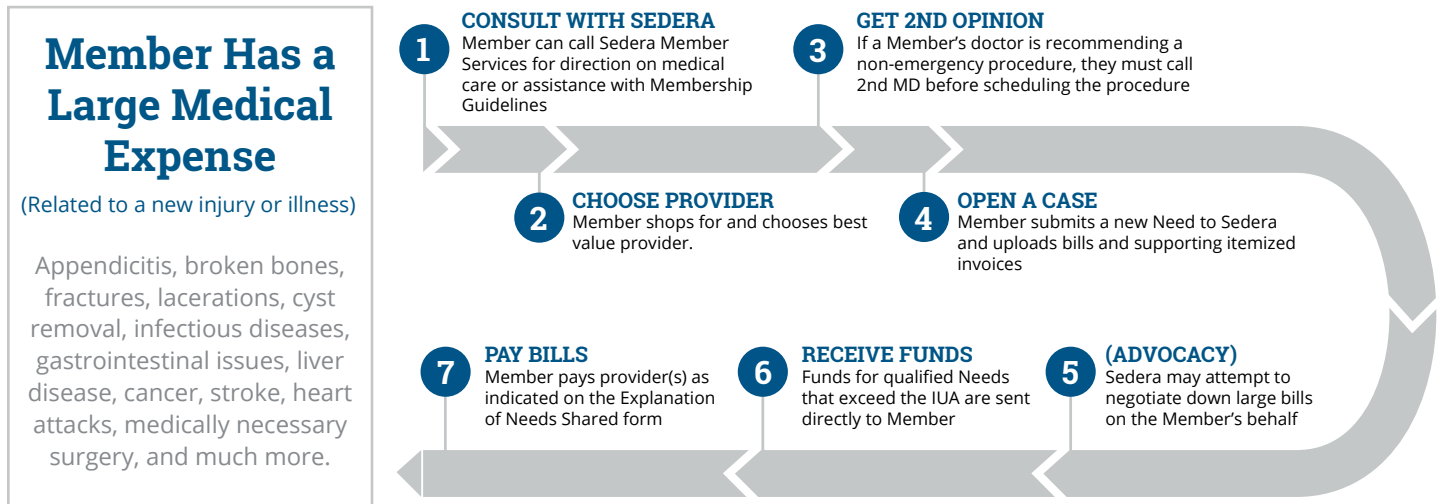 Member Has a
Large Medical
Expense
(Related to a new injury or illness)
Appendicitis, broken bones,
fractures, lacerations, cyst
removal, infectious diseases,
gastrointestinal issues, liver
disease, cancer, stroke, heart
attacks, medically necessary
surgery, and much more.
1
CONSULT WITH SEDERA
Member can call Sedera Member
Services for direction on medical
care or assistance with Membership
Guidelines
2
CHOOSE PROVIDER
Member shops for and chooses best
value provider.
3
GET 2ND OPINION
If a Member's doctor is recommending a
non-emergency procedure, they must call
2nd MD before scheduling the procedure
4
OPEN A CASE
Member submits a new Need to Sedera
and uploads bills and supporting itemized
invoices
5
(ADVOCACY)
Sedera may attempt to
negotiate down large bills
on the Member's behalf
6
RECEIVE FUNDS
Funds for qualified Needs
that exceed the IUA are sent
directly to Member
7
PAY BILLS
Member pays provider(s) as
indicated on the Explanation
of Needs Shared form